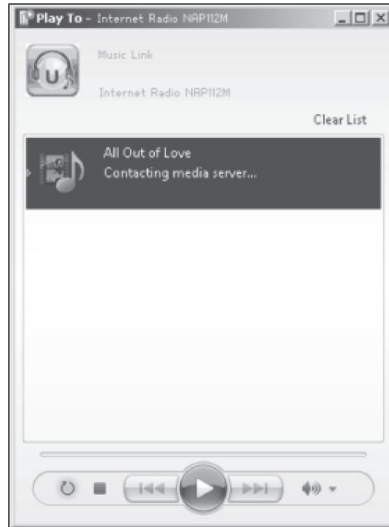 Play To - Internet Radio NAP112M
Music Link
U
Internet Radio NAP112M
Clear List
All Out of Love
Contacting media server...